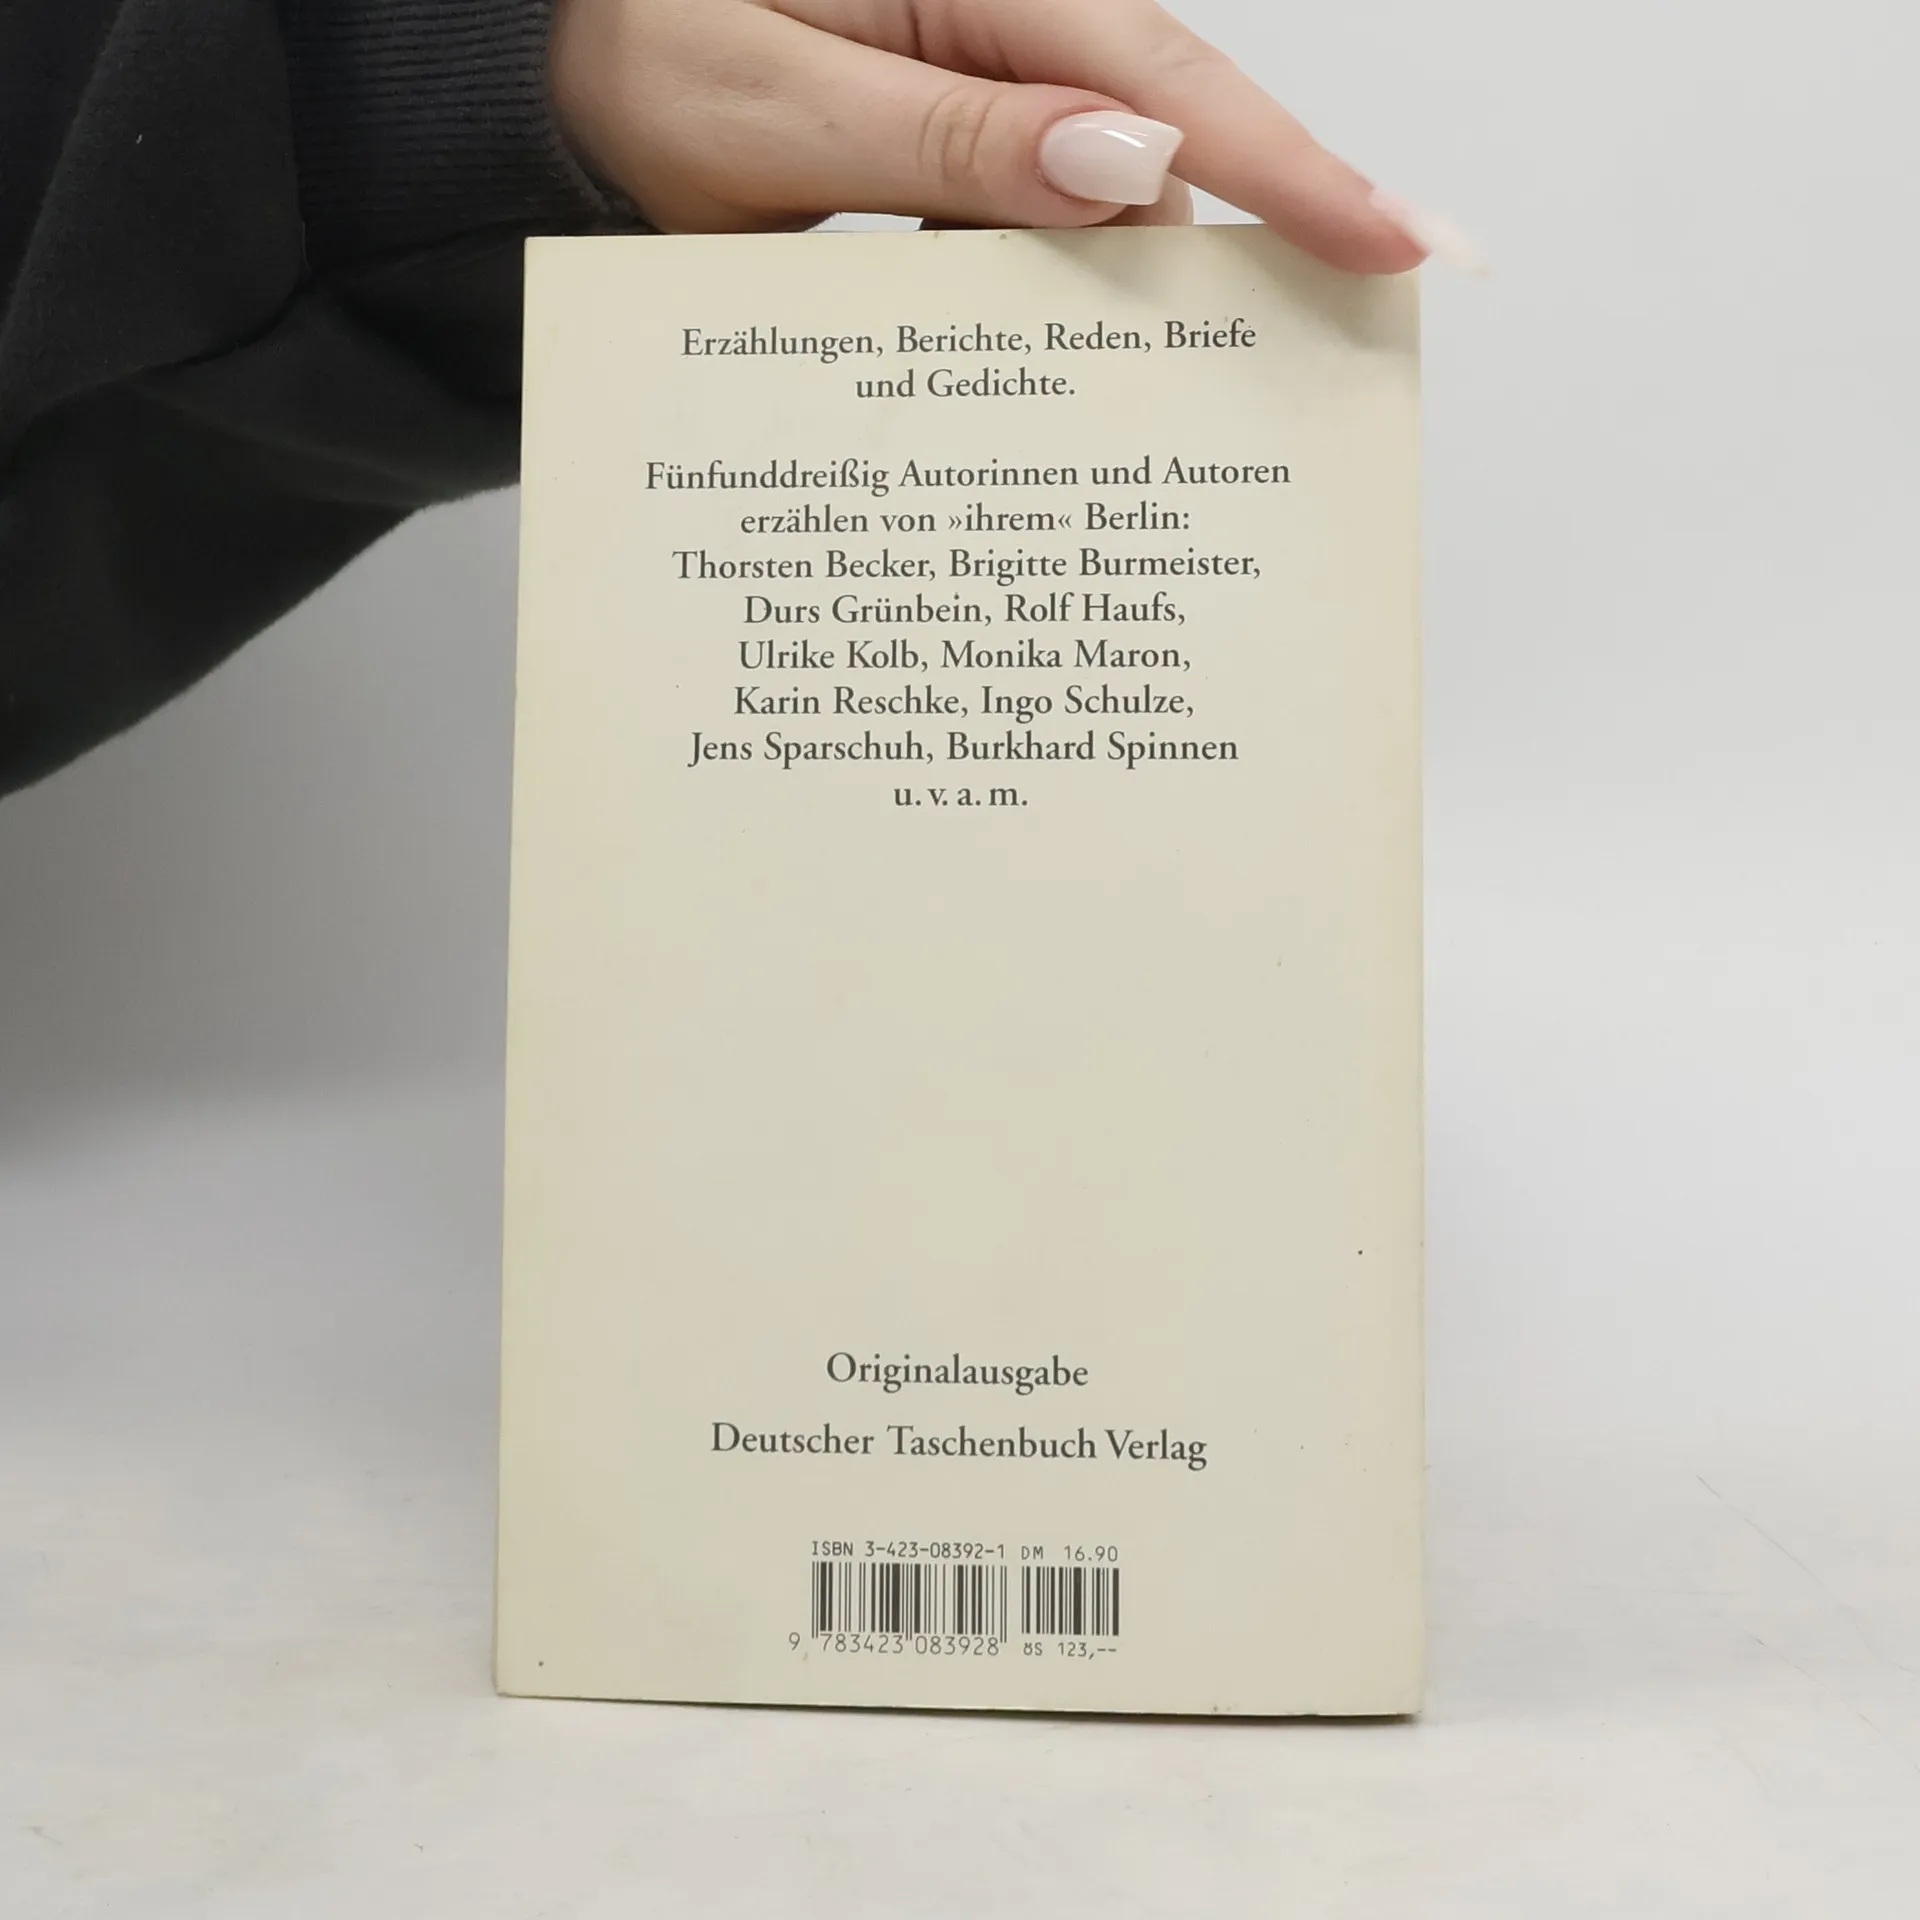 Erzählungen, Berichte, Reden, Briefe
und Gedichte.
Fünfunddreißig Autorinnen und Autoren
erzählen von »ihrem« Berlin:
Thorsten Becker, Brigitte Burmeister,
Durs Grünbein, Rolf Haufs,
Ulrike Kolb, Monika Maron,
Karin Reschke, Ingo Schulze,
Jens Sparschuh, Burkhard Spinnen
u. v. a. m.
Originalausgabe
Deutscher Taschenbuch Verlag
ISBN 3-423-08392-1 DM 16.90
9 783423 083928 öS 123,--